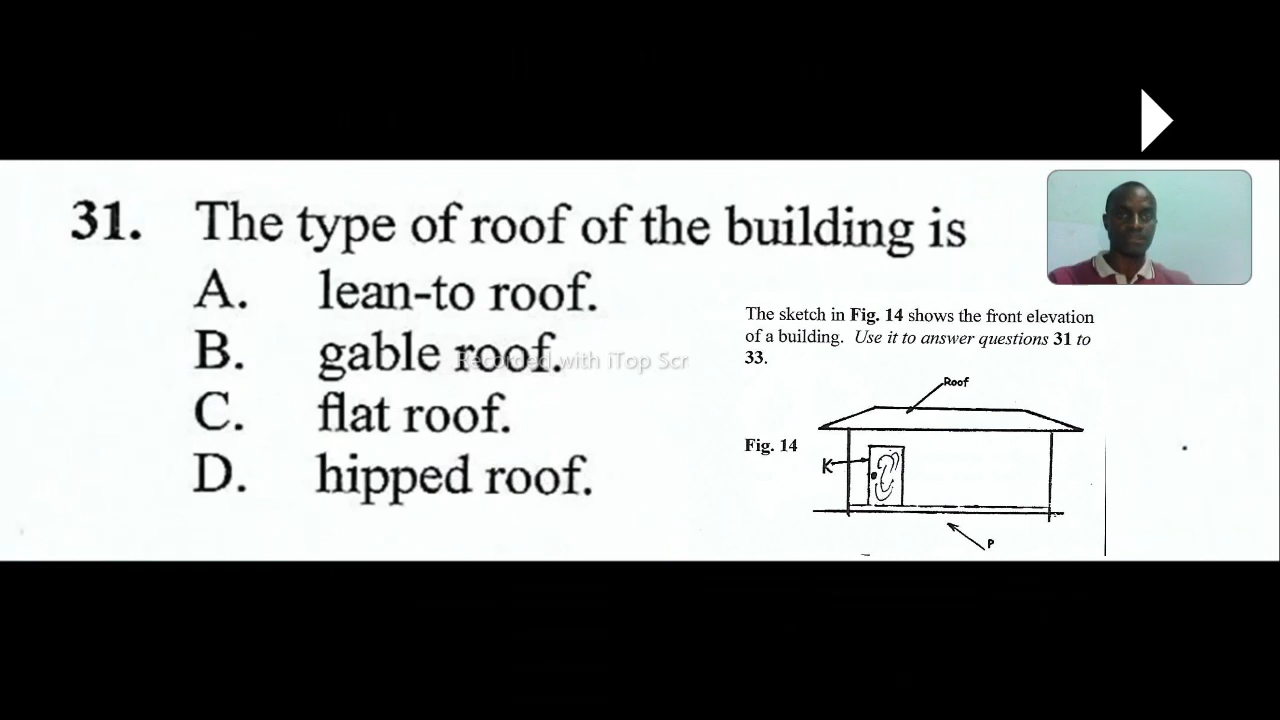 31. The type of roof of the building is
A. lean-to roof.
B. gable roof.
C. flat roof.
D. hipped roof.
Recorded with iTop Scr
The sketch in Fig. 14 shows the front elevation
of a building. Use it to answer questions 31 to
33.
Roof
Fig. 14
K
P